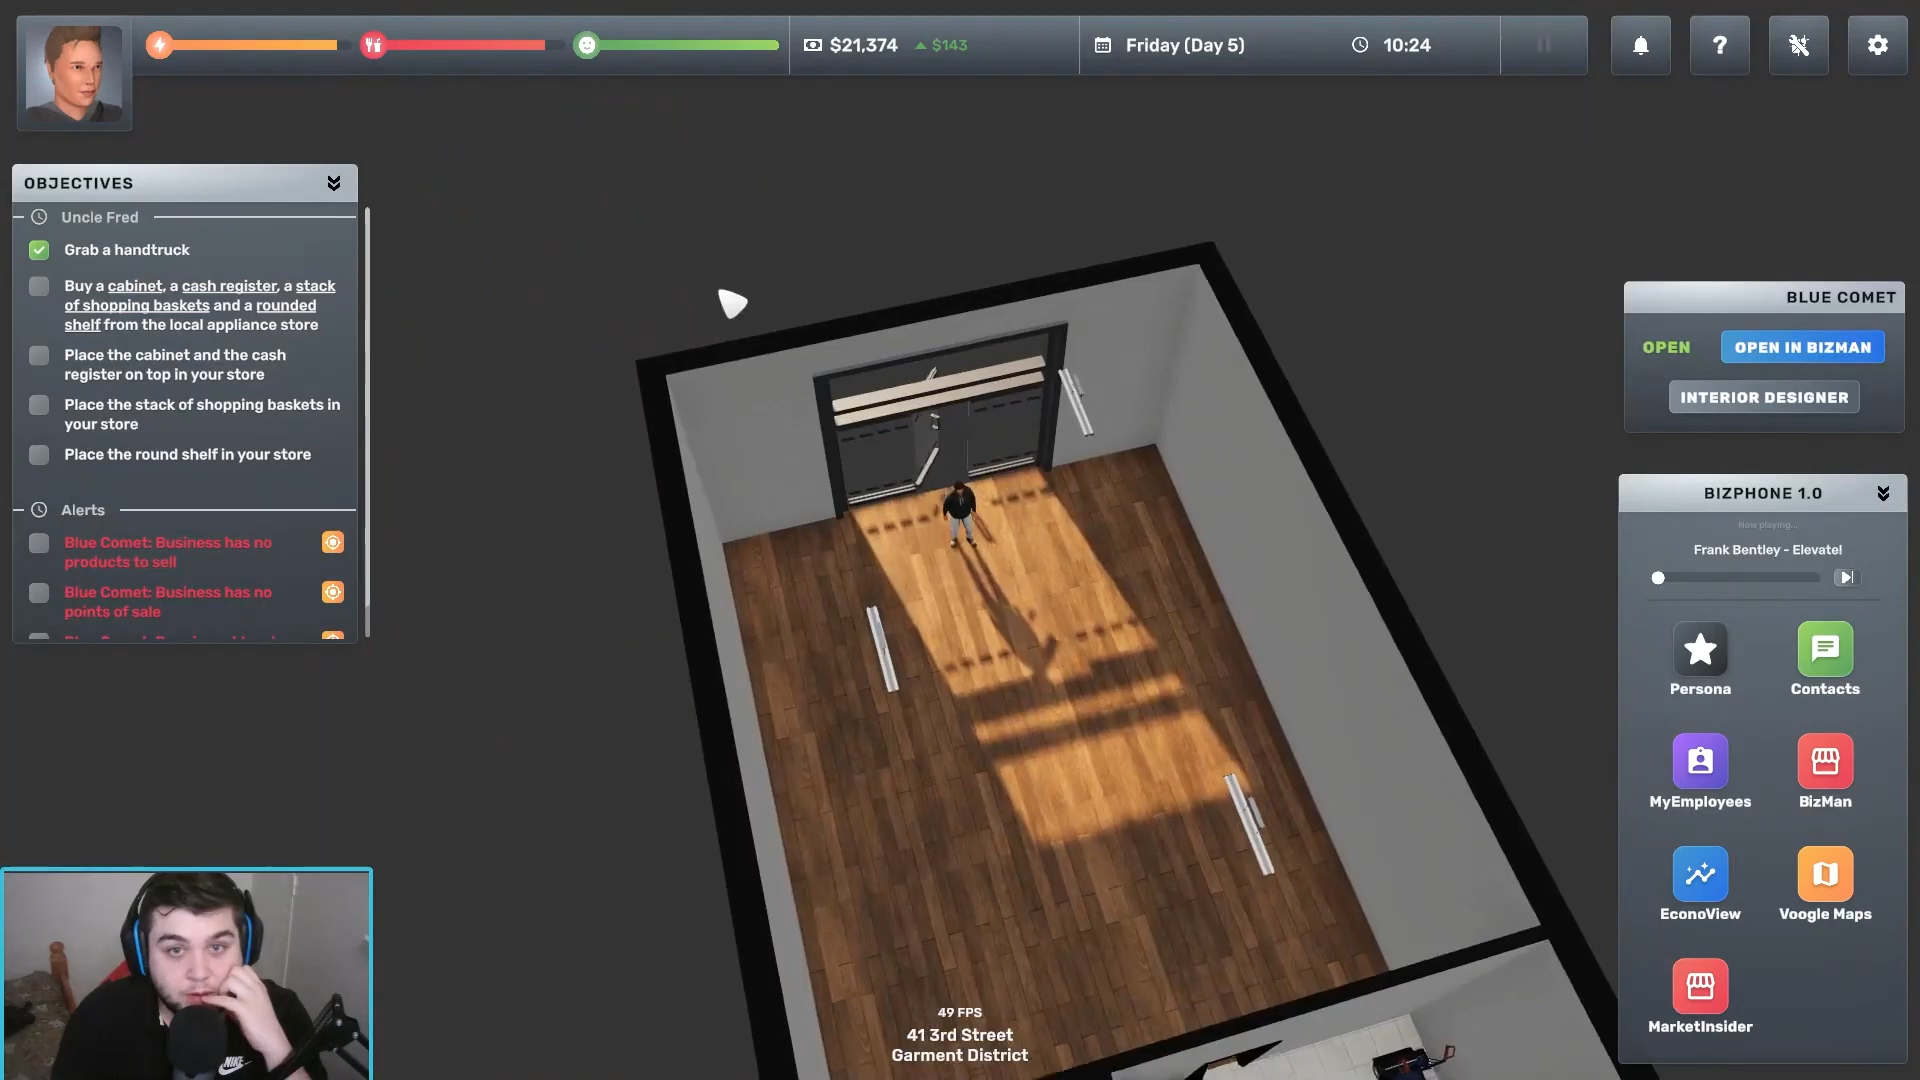 $21,374
$143
Friday (Day 5)
10:24
?
OBJECTIVES
Uncle Fred
Grab a handtruck
Buy a cabinet, a cash register, a stack
of shopping baskets and a rounded
shelf from the local appliance store
Place the cabinet and the cash
register on top in your store
Place the stack of shopping baskets in
your store
Place the round shelf in your store
Alerts
Blue Comet: Business has no
products to sell
Blue Comet: Business has no
points of sale
BLUE COMET
OPEN
OPEN IN BIZMAN
INTERIOR DESIGNER
BIZPHONE 1.0
Now playing...
Frank Bentley - Elevatel
Persona
Contacts
MyEmployees
BizMan
EconoView
Voogle Maps
MarketInsider
49 FPS
41 3rd Street
Garment District
NIKE